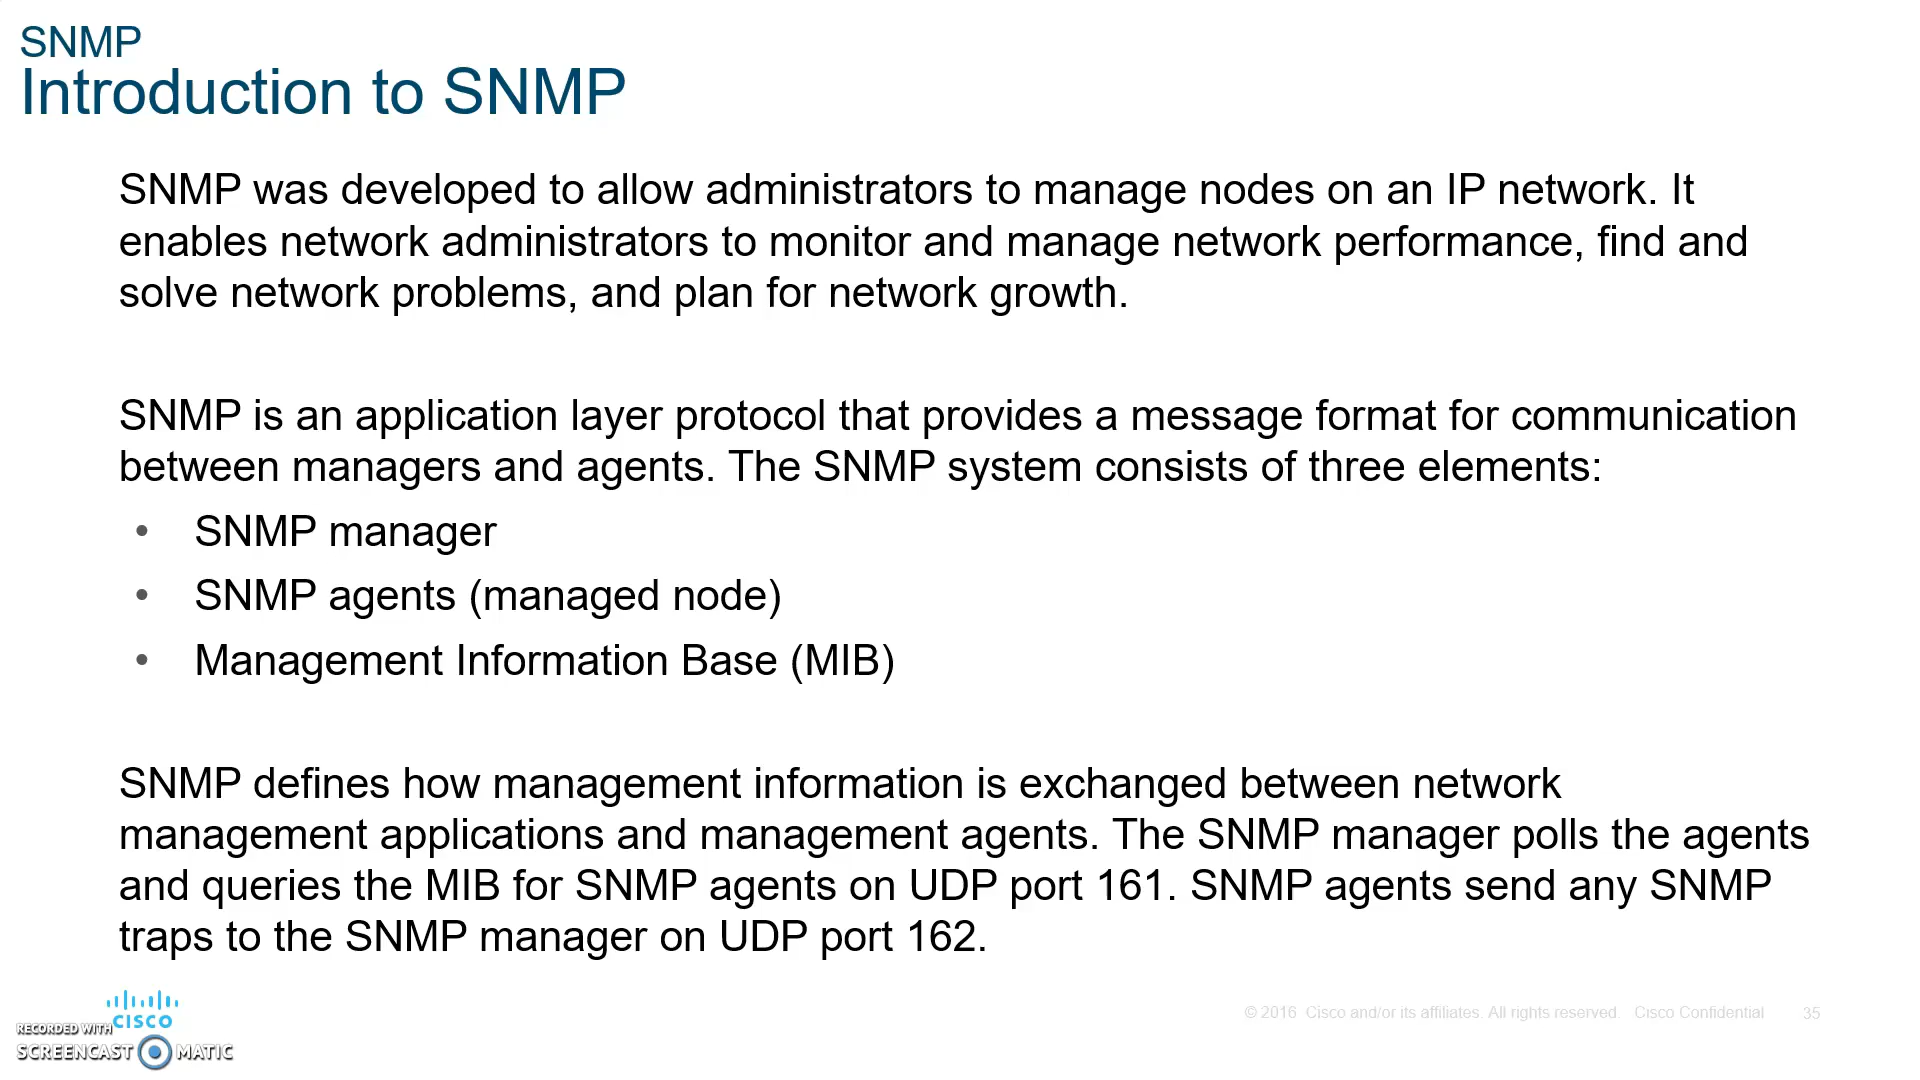 SNMP
Introduction to SNMP
SNMP was developed to allow administrators to manage nodes on an IP network. It
enables network administrators to monitor and manage network performance, find and
solve network problems, and plan for network growth.
SNMP is an application layer protocol that provides a message format for communication
between managers and agents. The SNMP system consists of three elements:
• SNMP manager
• SNMP agents (managed node)
• Management Information Base (MIB)
SNMP defines how management information is exchanged between network
management applications and management agents. The SNMP manager polls the agents
and queries the MIB for SNMP agents on UDP port 161. SNMP agents send any SNMP
traps to the SNMP manager on UDP port 162.
CISCO
© 2016 Cisco and/or its affiliates. All rights reserved. Cisco Confidential 35
RECORDED WITH
SCREENCAST MATIC